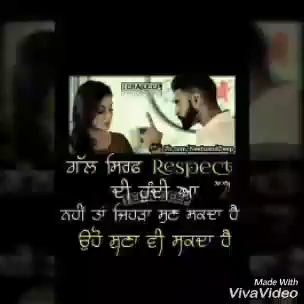 ਗੱਲ ਸਿਰਫ Respect
ਦੀ ਹੁੰਦੀ ਆ
ਨਹੀਂ ਤਾਂ ਜਿਹੜਾ ਸੁਣ ਸਕਦਾ ਹੈ
ਉਹੋ ਸੁਣਾ ਵੀ ਸਕਦਾ ਹੈ
Made With
VivaVideo